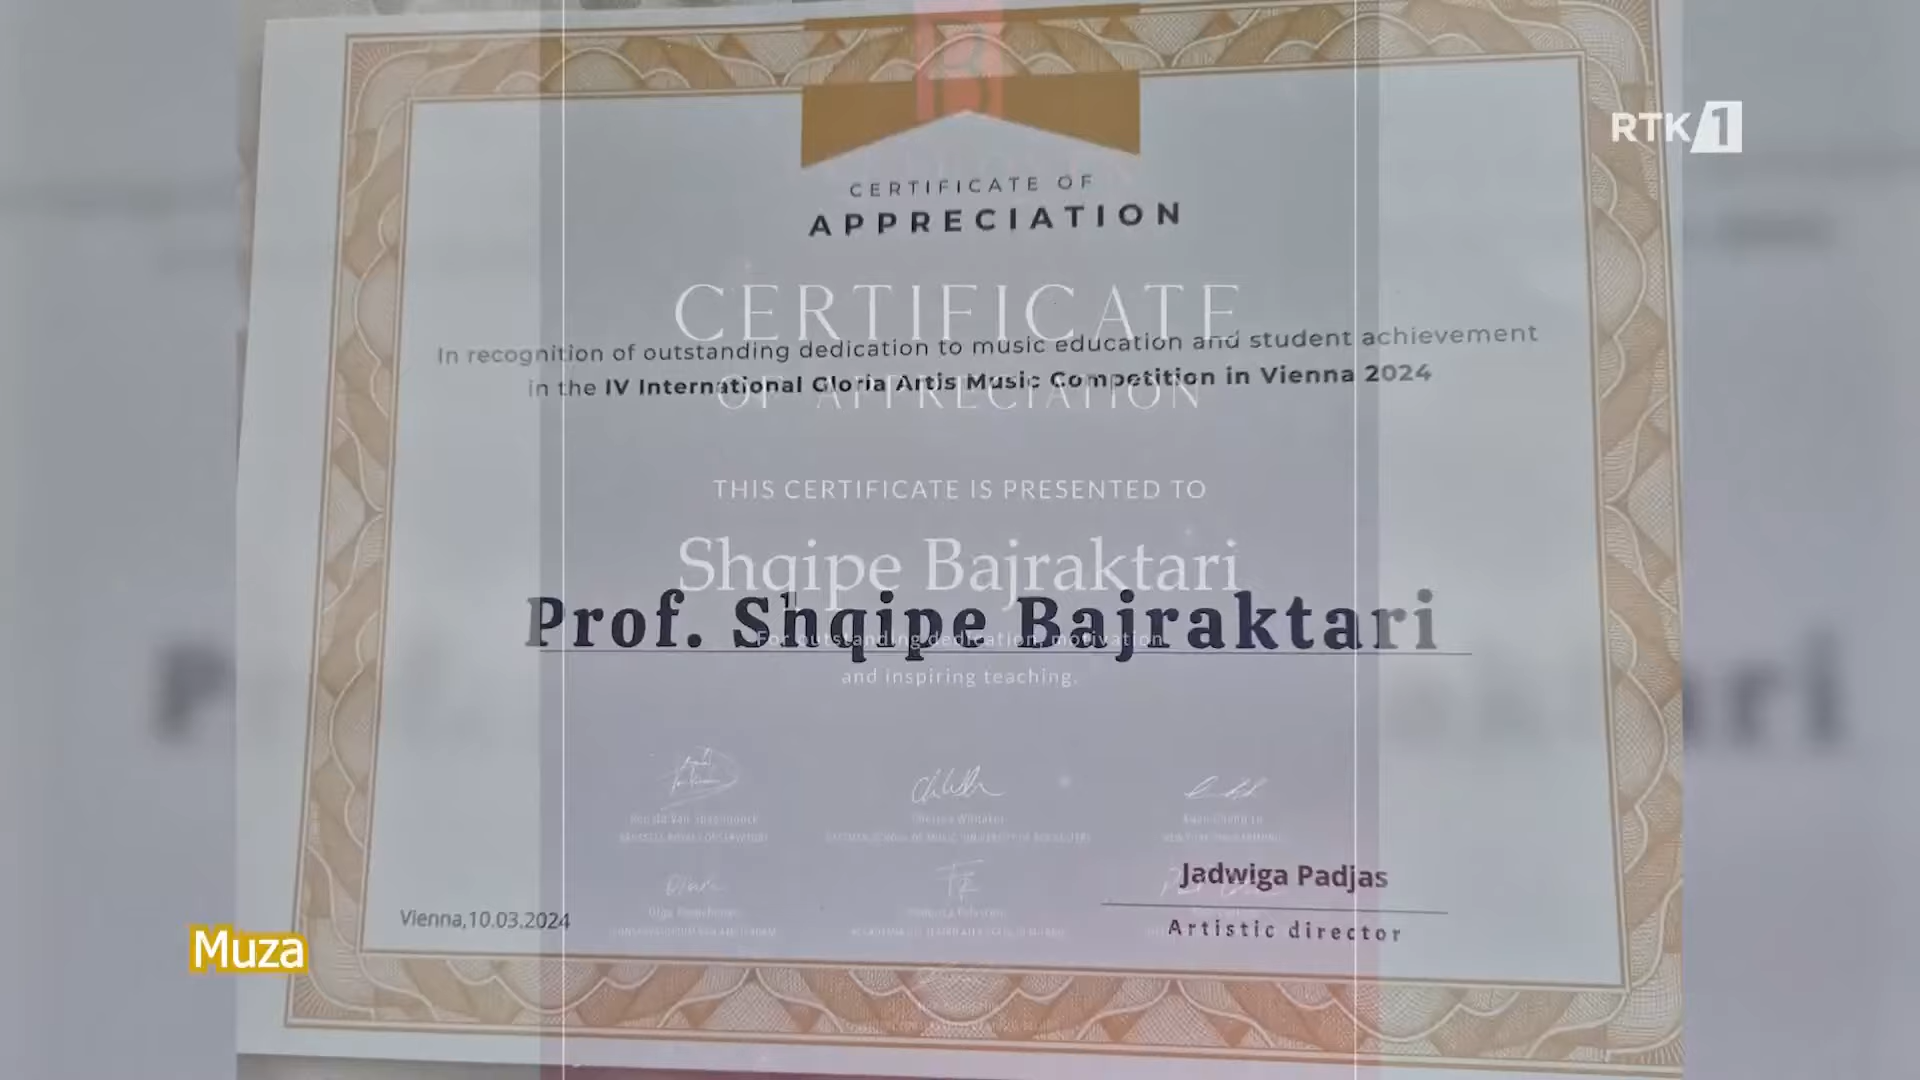 RTK 1
CERTIFICATE OF
APPRECIATION
In recognition of outstanding dedication to music education and student achievement
in the IV International Gloria Artis Music Competition in Vienna 2024
Prof. Shqipe Bajraktari
Vienna,10.03.2024
Jadwiga Padjas
Artistic director
CERTIFICATE
OF APPRECIATION
THIS CERTIFICATE IS PRESENTED TO
Shqipe Bajraktari
For outstanding dedication, motivation
and inspiring teaching.
Muza